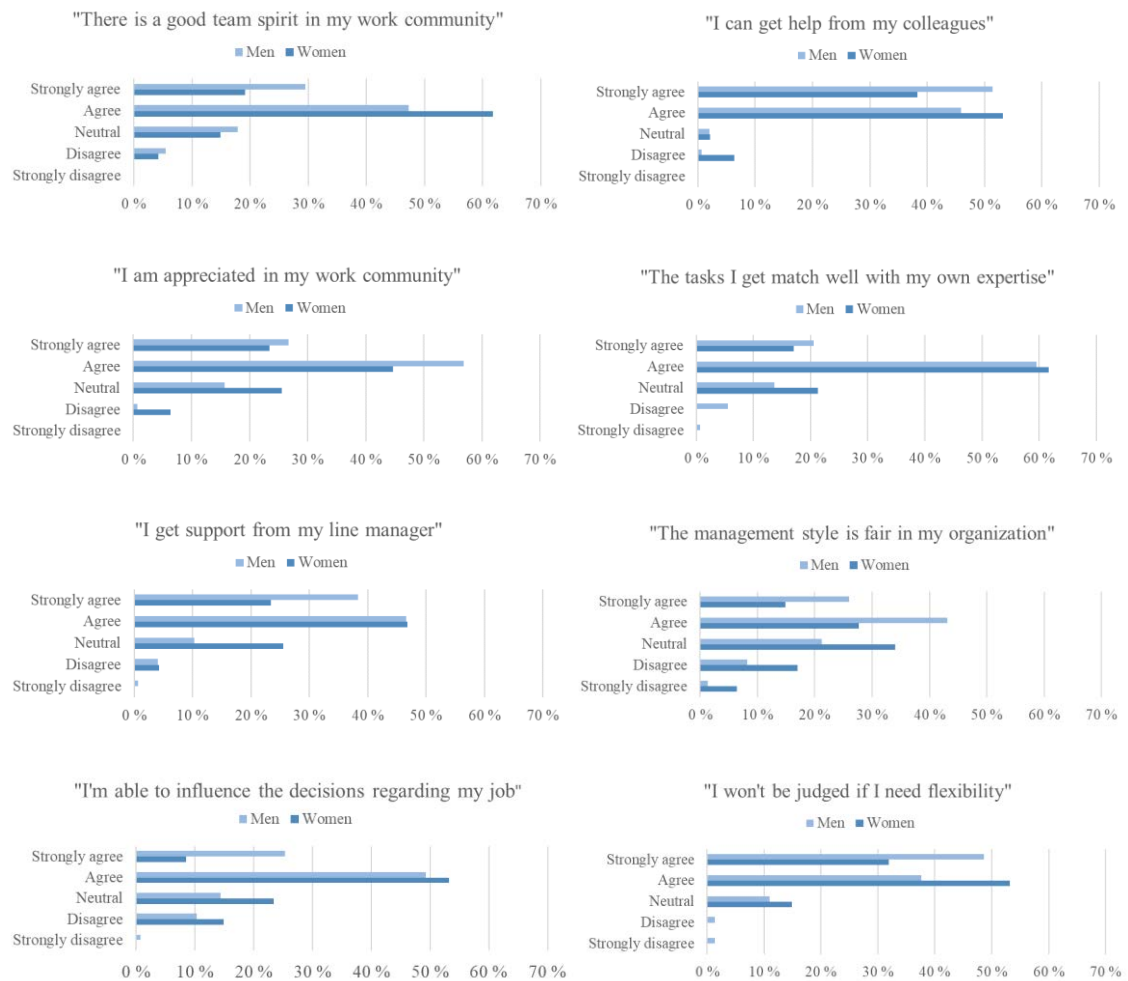 "There is a good team spirit in my work community"
Men Women
Strongly agree
Agree
Neutral
Disagree
Strongly disagree
0 % 10 % 20 % 30 % 40 % 50 % 60 % 70 %
"I can get help from my colleagues"
Men Women
Strongly agree
Agree
Neutral
Disagree
Strongly disagree
0 % 10 % 20 % 30 % 40 % 50 % 60 % 70 %
"I am appreciated in my work community"
Men Women
Strongly agree
Agree
Neutral
Disagree
Strongly disagree
0 % 10 % 20 % 30 % 40 % 50 % 60 % 70 %
"The tasks I get match well with my own expertise"
Men Women
Strongly agree
Agree
Neutral
Disagree
Strongly disagree
0 % 10 % 20 % 30 % 40 % 50 % 60 % 70 %
"I get support from my line manager"
Men Women
Strongly agree
Agree
Neutral
Disagree
Strongly disagree
0 % 10 % 20 % 30 % 40 % 50 % 60 % 70 %
"The management style is fair in my organization"
Men Women
Strongly agree
Agree
Neutral
Disagree
Strongly disagree
0 % 10 % 20 % 30 % 40 % 50 % 60 % 70 %
"I'm able to influence the decisions regarding my job"
Men Women
Strongly agree
Agree
Neutral
Disagree
Strongly disagree
0 % 10 % 20 % 30 % 40 % 50 % 60 % 70 %
"I won't be judged if I need flexibility"
Men Women
Strongly agree
Agree
Neutral
Disagree
Strongly disagree
0 % 10 % 20 % 30 % 40 % 50 % 60 % 70 %